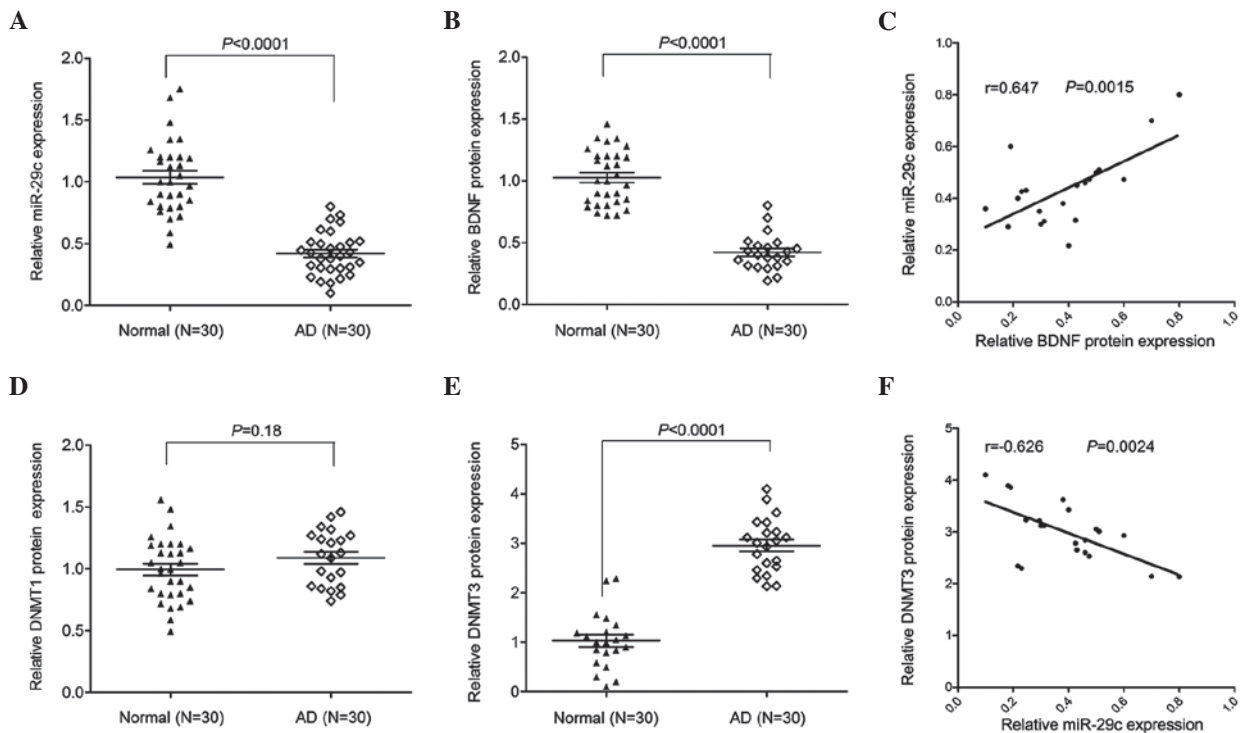 A
P<0.0001
Relative miR-29c expression
2.0
1.5
1.0
0.5
0.0
Normal (N=30)
AD (N=30)
B
P<0.0001
Relative BDNF protein expression
2.0
1.5
1.0
0.5
0.0
Normal (N=30)
AD (N=30)
C
r=0.647
P=0.0015
Relative miR-29c expression
1.0
0.8
0.6
0.4
0.2
0.0
0.0
0.2
0.4
0.6
0.8
1.0
Relative BDNF protein expression
D
P=0.18
Relative DNMT1 protein expression
2.0
1.5
1.0
0.5
0.0
Normal (N=30)
AD (N=30)
E
P<0.0001
Relative DNMT3 protein expression
5
4
3
2
1
0
Normal (N=30)
AD (N=30)
F
r=-0.626
P=0.0024
Relative DNMT3 protein expression
5
4
3
2
1
0
0.0
0.2
0.4
0.6
0.8
1.0
Relative miR-29c expression